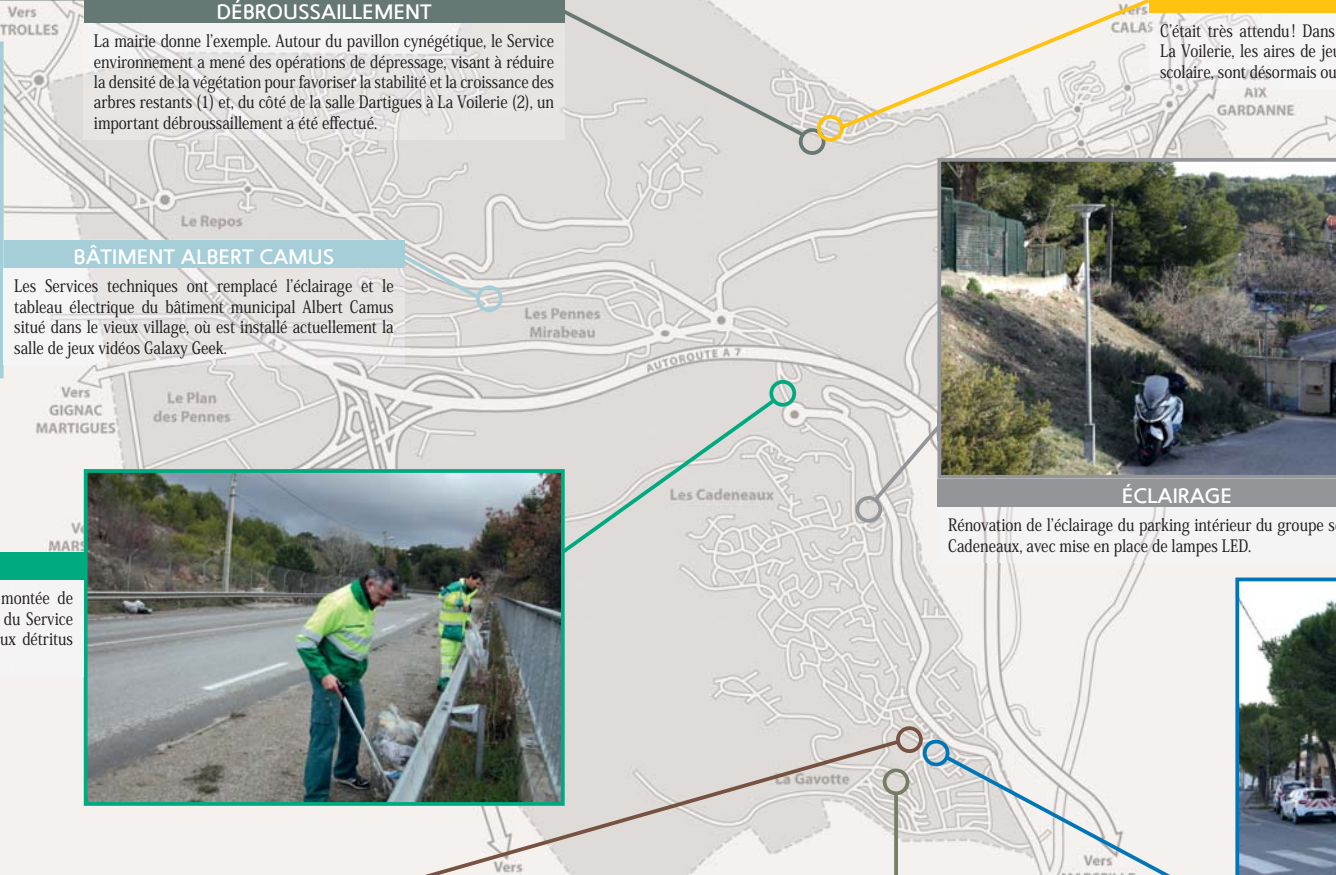 Vers
TROLLES
DÉBROUSSAILLEMENT
La mairie donne l'exemple. Autour du pavillon cynégétique, le Service
environnement a mené des opérations de dépressage, visant à réduire
la densité de la végétation pour favoriser la stabilité et la croissance des
arbres restants (1) et, du côté de la salle Dartigues à La Voilerie (2), un
important débroussaillement a été effectué.
Vers
CALAS
C'était très attendu! Dans
La Voilerie, les aires de jeu
scolaire, sont désormais ou
AIX
GARDANNE
Le Repos
BÂTIMENT ALBERT CAMUS
Les Services techniques ont remplacé l'éclairage et le
tableau électrique du bâtiment municipal Albert Camus
situé dans le vieux village, où est installé actuellement la
salle de jeux vidéos Galaxy Geek.
Les Pennes
Mirabeau
AUTOROUTE A 7
A 7
Vers
GIGNAC
MARTIGUES
Le Plan
des Pennes
Les Cadeneaux
ÉCLAIRAGE
Rénovation de l'éclairage du parking intérieur du groupe s
Cadeneaux, avec mise en place de lampes LED.
MARS
montée de
du Service
ux détritus
La Gavotte
Vers
Vers